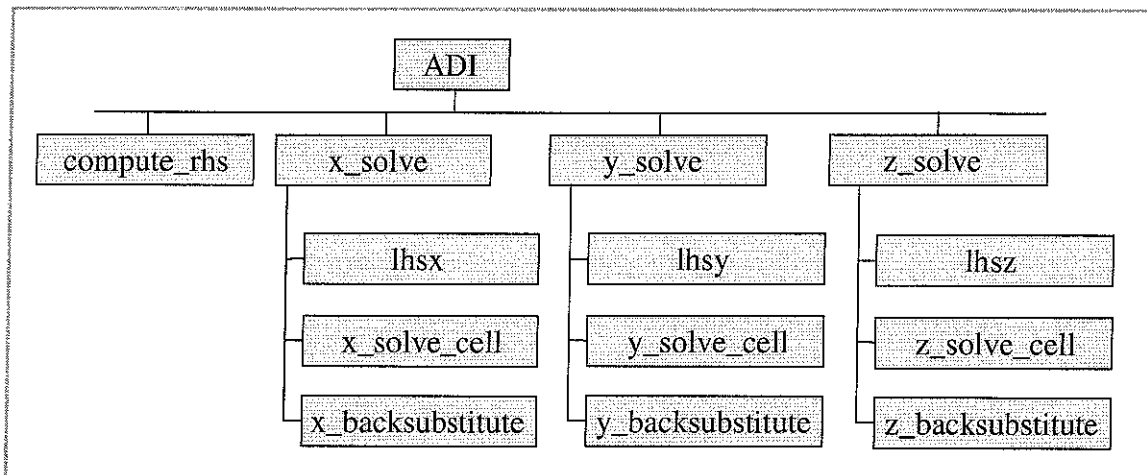 ADI
compute_rhs x_solve y_solve z_solve
lhsx lhsy lhsz
x_solve_cell y_solve_cell z_solve_cell
x_backsubstitute y_backsubstitute z_backsubstitute